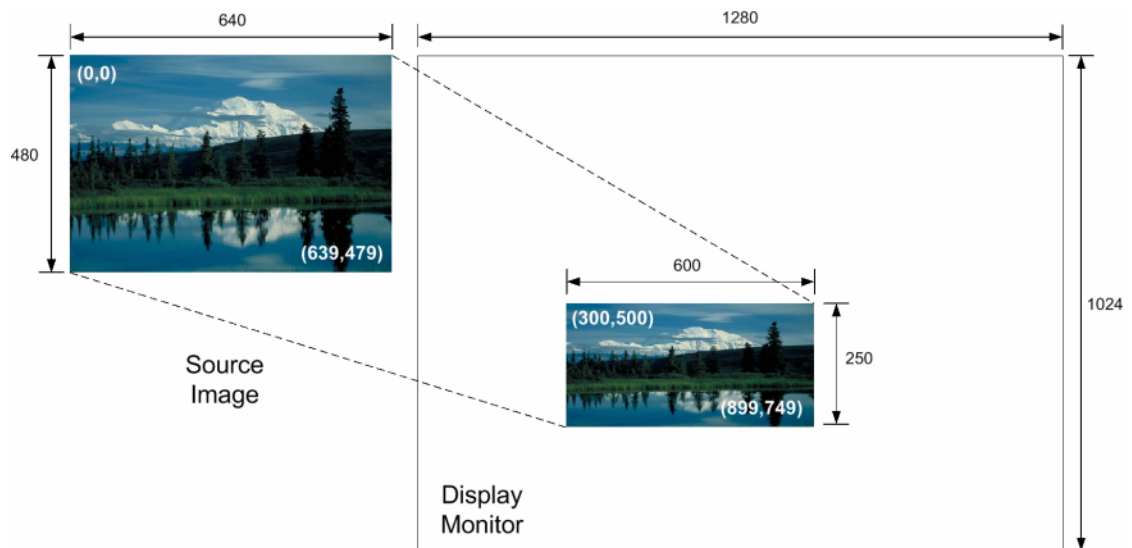 640
1280
(0,0)
480
(639,479)
600
(300,500)
1024
250
Source
Image
(899,749)
Display
Monitor